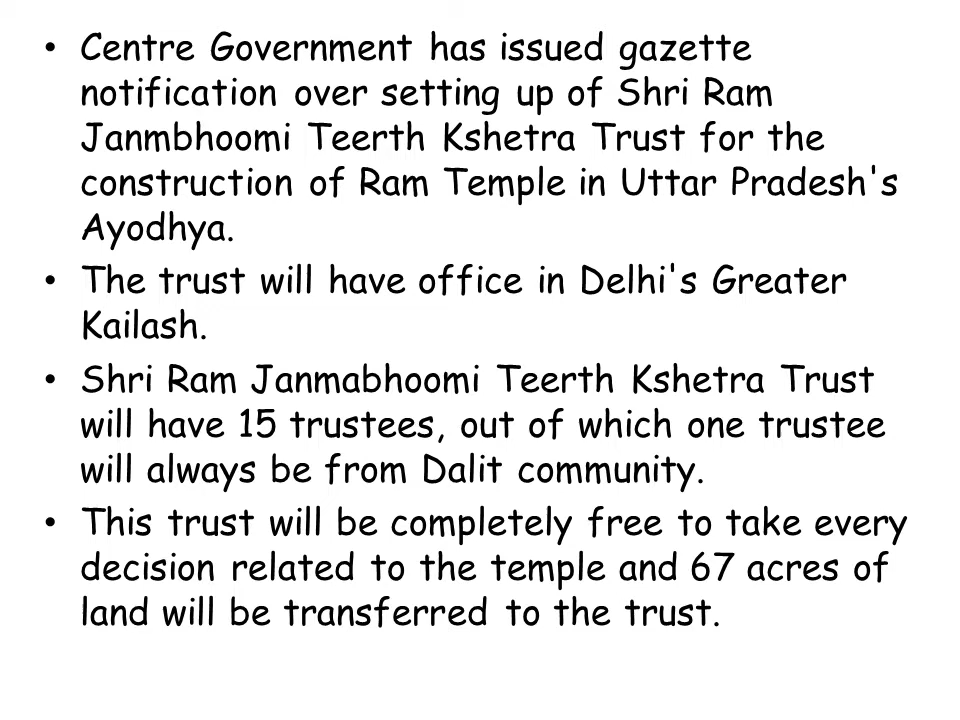 • Centre Government has issued gazette
notification over setting up of Shri Ram
Janmbhoomi Teerth Kshetra Trust for the
construction of Ram Temple in Uttar Pradesh's
Ayodhya.
• The trust will have office in Delhi's Greater
Kailash.
• Shri Ram Janmabhoomi Teerth Kshetra Trust
will have 15 trustees, out of which one trustee
will always be from Dalit community.
• This trust will be completely free to take every
decision related to the temple and 67 acres of
land will be transferred to the trust.